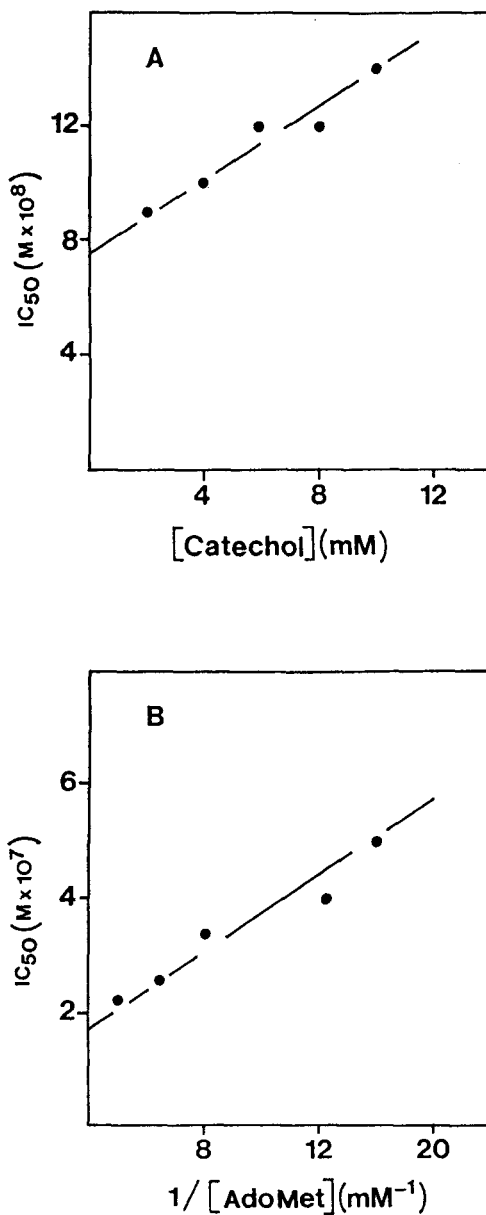 A
12
8
4
IC50 (M x 10^8)
4 8 12
[Catechol] (mM)
B
6
4
2
IC50 (M x 10^7)
8 12 20
1/[AdoMet] (mM^-1)